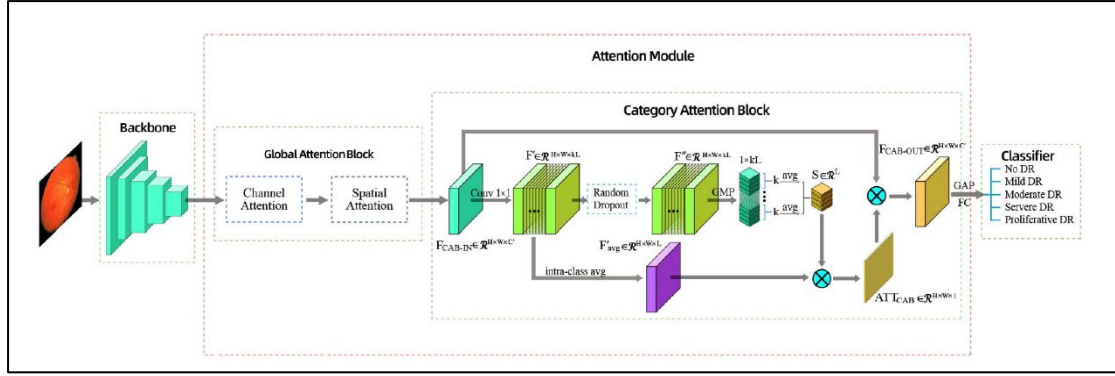 Attention Module
Category Attention Block
Backbone
Global Attention Block
Channel
Attention
Spatial
Attention
F_CAB-IN∈ℛ^H×W×C'
Conv 1×1
F'∈ℛ^H×W×kL
...
Random
Dropout
F''∈ℛ^H×W×kL
...
GMP
1×kL
k avg
k avg
S∈ℛ^L
intra-class avg
F'avg∈ℛ^H×W×L
ATT_CAB∈ℛ^H×W×1
F_CAB-OUT∈ℛ^H×W×C'
GAP
FC
Classifier
No DR
Mild DR
Moderate DR
Servere DR
Proliferative DR